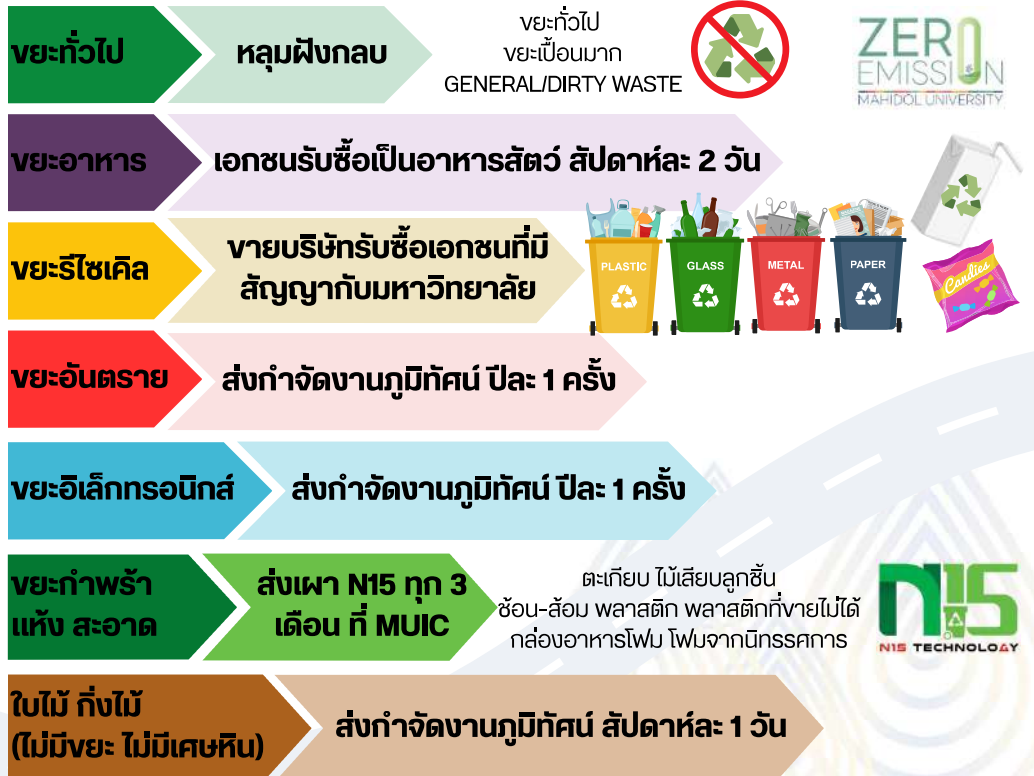 ขยะทั่วไป
หลุมฝังกลบ
ขยะทั่วไป
ขยะเปื้อนมาก
GENERAL/DIRTY WASTE
ZERO
EMISSION
MAHIDOL UNIVERSITY
ขยะอาหาร
เอกชนรับซื้อเป็นอาหารสัตว์ สัปดาห์ละ 2 วัน
ขยะรีไซเคิล
ขายบริษัทรับซื้อเอกชนที่มี
สัญญากับมหาวิทยาลัย
PLASTIC
GLASS
METAL
PAPER
Candies
ขยะอันตราย
ส่งกำจัดงานภูมิทัศน์ ปีละ 1 ครั้ง
ขยะอิเล็กทรอนิกส์
ส่งกำจัดงานภูมิทัศน์ ปีละ 1 ครั้ง
ขยะกำพร้า
แห้ง สะอาด
ส่งเผา N15 ทุก 3
เดือน ที่ MUIC
ตะเกียบ ไม้เสียบลูกชิ้น
ช้อน-ส้อม พลาสติก พลาสติกที่ขายไม่ได้
กล่องอาหารโฟม โฟมจากนิทรรศการ
N15
N15 TECHNOLOGY
ใบไม้ กิ่งไม้
(ไม่มีขยะ ไม่มีเศษหิน)
ส่งกำจัดงานภูมิทัศน์ สัปดาห์ละ 1 วัน